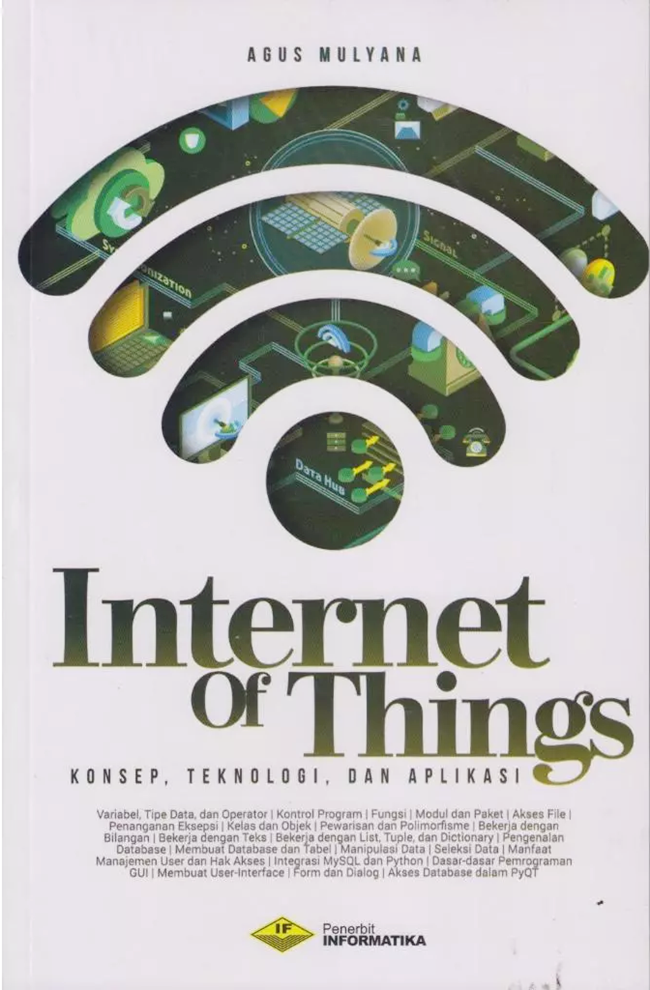 AGUS MULYANA
Synchronization
Signal
Data Hub
Internet
Of Things
KONSEP, TEKNOLOGI, DAN APLIKASI
Variabel, Tipe Data, dan Operator | Kontrol Program | Fungsi | Modul dan Paket | Akses File |
Penanganan Eksepsi | Kelas dan Objek | Pewarisan dan Polimorfisme | Bekerja dengan
Bilangan | Bekerja dengan Teks | Bekerja dengan List, Tuple, dan Dictionary | Pengenalan
Database | Membuat Database dan Tabel | Manipulasi Data | Seleksi Data | Manfaat
Manajemen User dan Hak Akses | Integrasi MySQL dan Python | Dasar-dasar Pemrograman
GUI | Membuat User-Interface | Form dan Dialog | Akses Database dalam PyQT
IF
Penerbit
INFORMATIKA